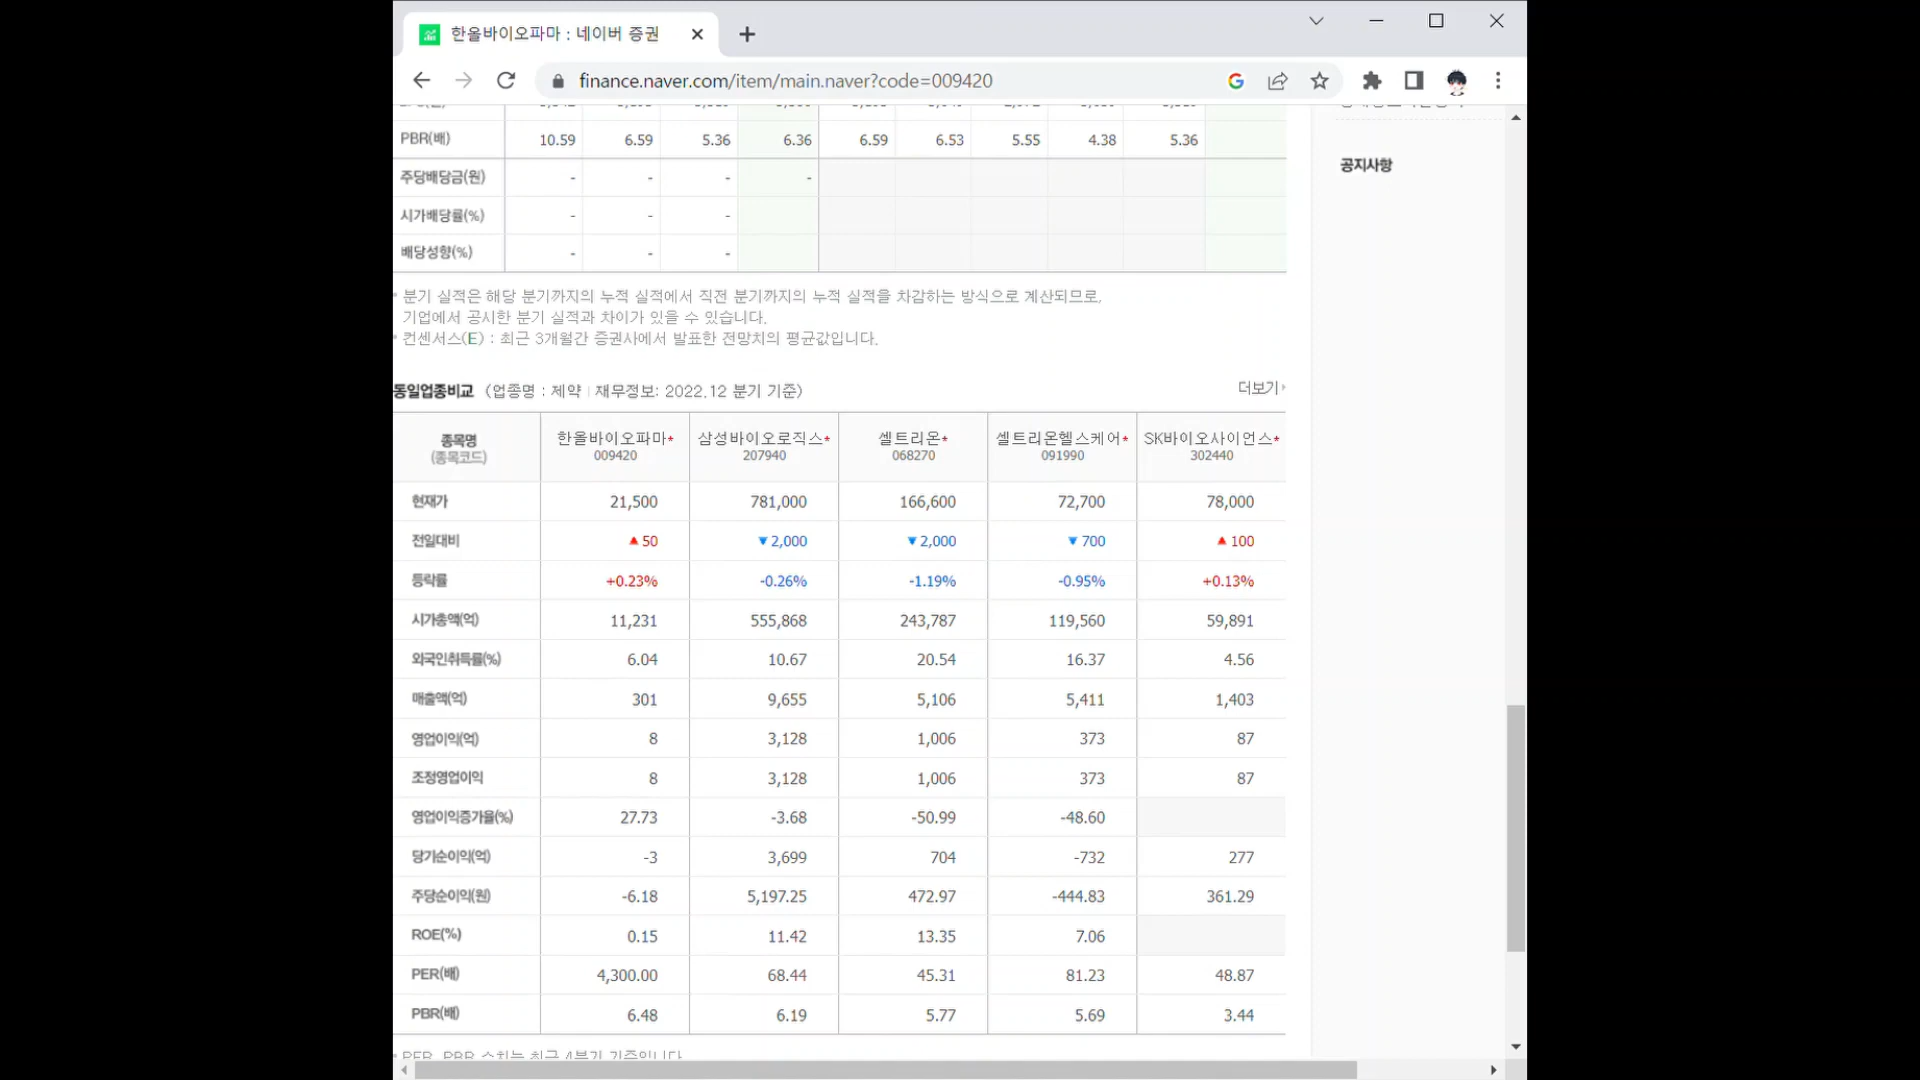 한올바이오파마 : 네이버 증권
finance.naver.com/item/main.naver?code=009420
PBR(배) 10.59 6.59 5.36 6.36 6.59 6.53 5.55 4.38 5.36
주당배당금(원) - - - -
시가배당률(%) - - -
배당성향(%) - - -
공지사항
* 분기 실적은 해당 분기까지의 누적 실적에서 직전 분기까지의 누적 실적을 차감하는 방식으로 계산되므로,
기업에서 공시한 분기 실적과 차이가 있을 수 있습니다.
* 컨센서스(E) : 최근 3개월간 증권사에서 발표한 전망치의 평균값입니다.
동일업종비교 (업종명 : 제약 | 재무정보: 2022.12 분기 기준) 더보기
종목명 한올바이오파마* 삼성바이오로직스* 셀트리온* 셀트리온헬스케어* SK바이오사이언스*
(종목코드) 009420 207940 068270 091990 302440
현재가 21,500 781,000 166,600 72,700 78,000
전일대비 ▲50 ▼2,000 ▼2,000 ▼700 ▲100
등락률 +0.23% -0.26% -1.19% -0.95% +0.13%
시가총액(억) 11,231 555,868 243,787 119,560 59,891
외국인취득률(%) 6.04 10.67 20.54 16.37 4.56
매출액(억) 301 9,655 5,106 5,411 1,403
영업이익(억) 8 3,128 1,006 373 87
조정영업이익 8 3,128 1,006 373 87
영업이익증가율(%) 27.73 -3.68 -50.99 -48.60
당기순이익(억) -3 3,699 704 -732 277
주당순이익(원) -6.18 5,197.25 472.97 -444.83 361.29
ROE(%) 0.15 11.42 13.35 7.06
PER(배) 4,300.00 68.44 45.31 81.23 48.87
PBR(배) 6.48 6.19 5.77 5.69 3.44
* PER, PBR 수치는 최근 4분기 기준입니다